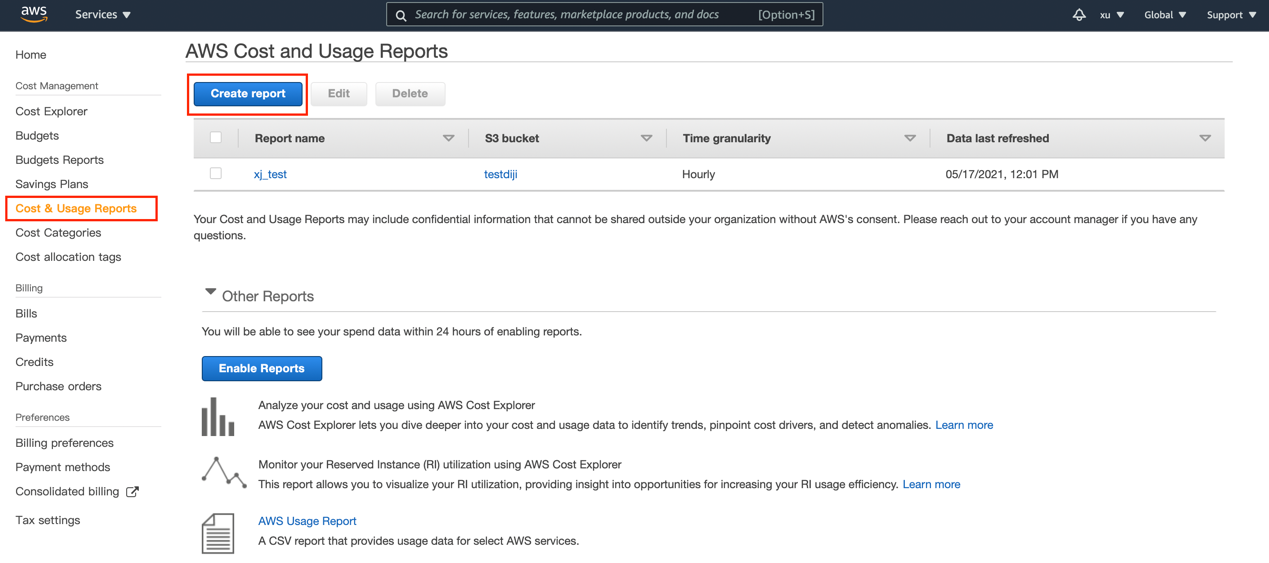 aws
Services
Search for services, features, marketplace products, and docs [Option+S]
xu
Global
Support
Home
Cost Management
Cost Explorer
Budgets
Budgets Reports
Savings Plans
Cost & Usage Reports
Cost Categories
Cost allocation tags
Billing
Bills
Payments
Credits
Purchase orders
Preferences
Billing preferences
Payment methods
Consolidated billing
Tax settings
AWS Cost and Usage Reports
Create report Edit Delete
Report name S3 bucket Time granularity Data last refreshed
xj_test testdiji Hourly 05/17/2021, 12:01 PM
Your Cost and Usage Reports may include confidential information that cannot be shared outside your organization without AWS's consent. Please reach out to your account manager if you have any
questions.
Other Reports
You will be able to see your spend data within 24 hours of enabling reports.
Enable Reports
Analyze your cost and usage using AWS Cost Explorer
AWS Cost Explorer lets you dive deeper into your cost and usage data to identify trends, pinpoint cost drivers, and detect anomalies. Learn more
Monitor your Reserved Instance (RI) utilization using AWS Cost Explorer
This report allows you to visualize your RI utilization, providing insight into opportunities for increasing your RI usage efficiency. Learn more
AWS Usage Report
A CSV report that provides usage data for select AWS services.